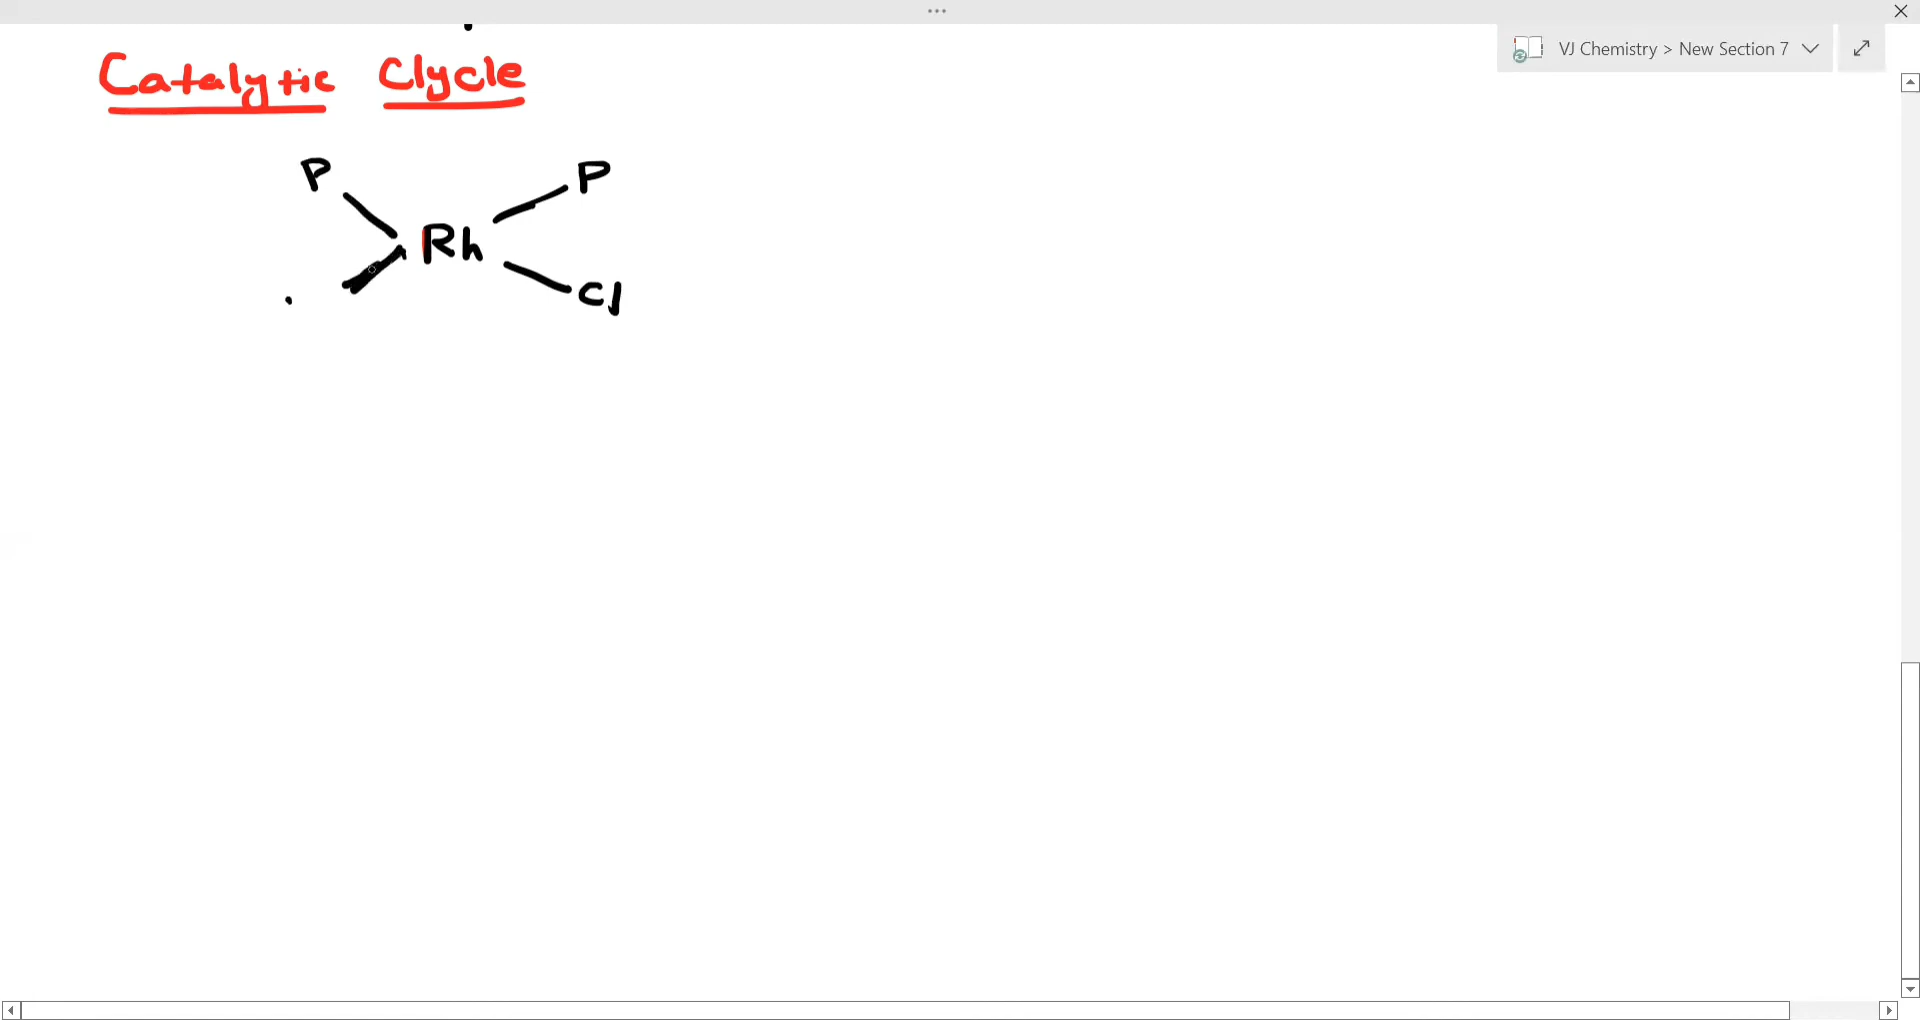 VJ Chemistry > New Section 7
Catalytic Clycle
P P
Rh
Cl